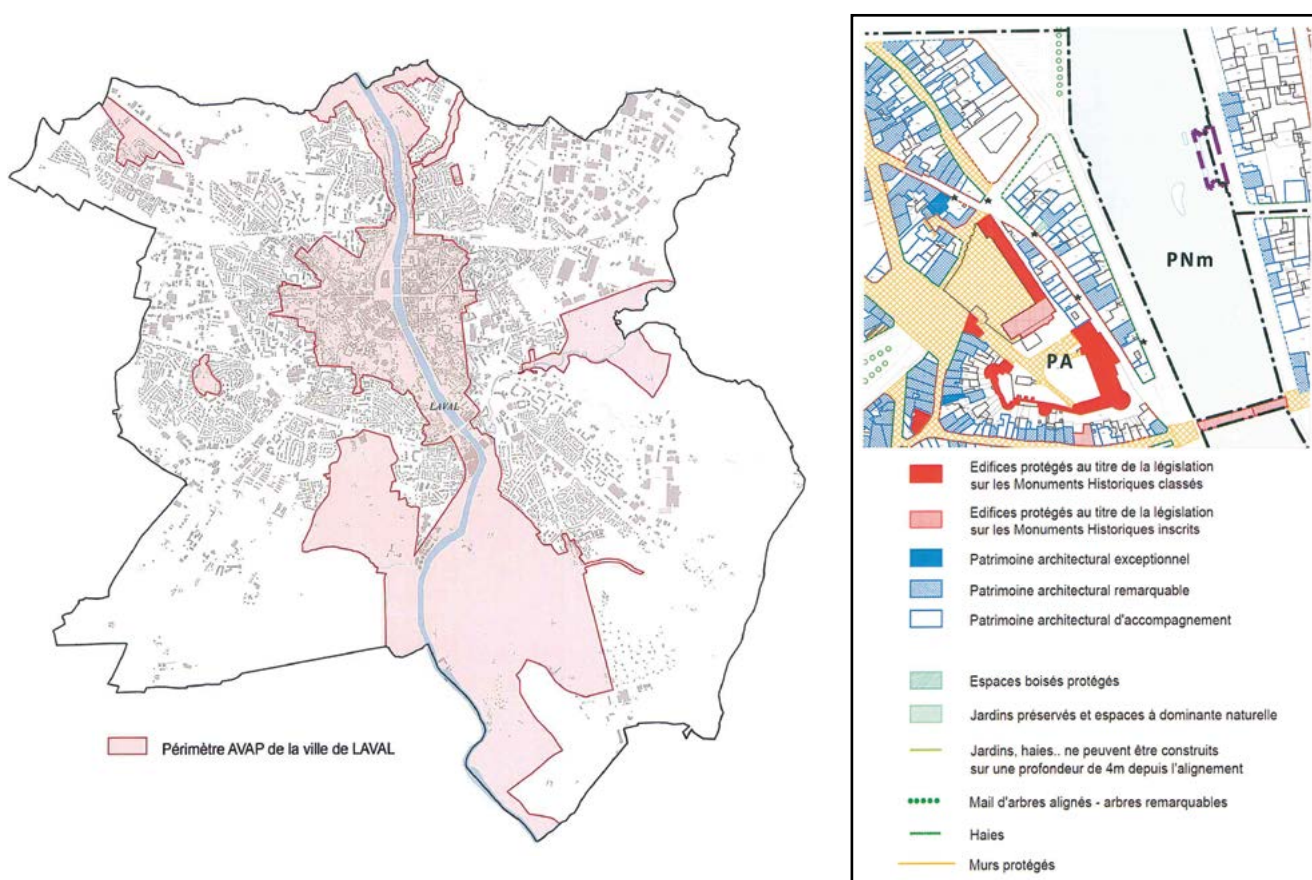 LAVAL
Périmètre AVAP de la ville de LAVAL
PNm
PA
Edifices protégés au titre de la législation
sur les Monuments Historiques classés
Edifices protégés au titre de la législation
sur les Monuments Historiques inscrits
Patrimoine architectural exceptionnel
Patrimoine architectural remarquable
Patrimoine architectural d'accompagnement
Espaces boisés protégés
Jardins préservés et espaces à dominante naturelle
Jardins, haies.. ne peuvent être construits
sur une profondeur de 4m depuis l'alignement
Mail d'arbres alignés - arbres remarquables
Haies
Murs protégés